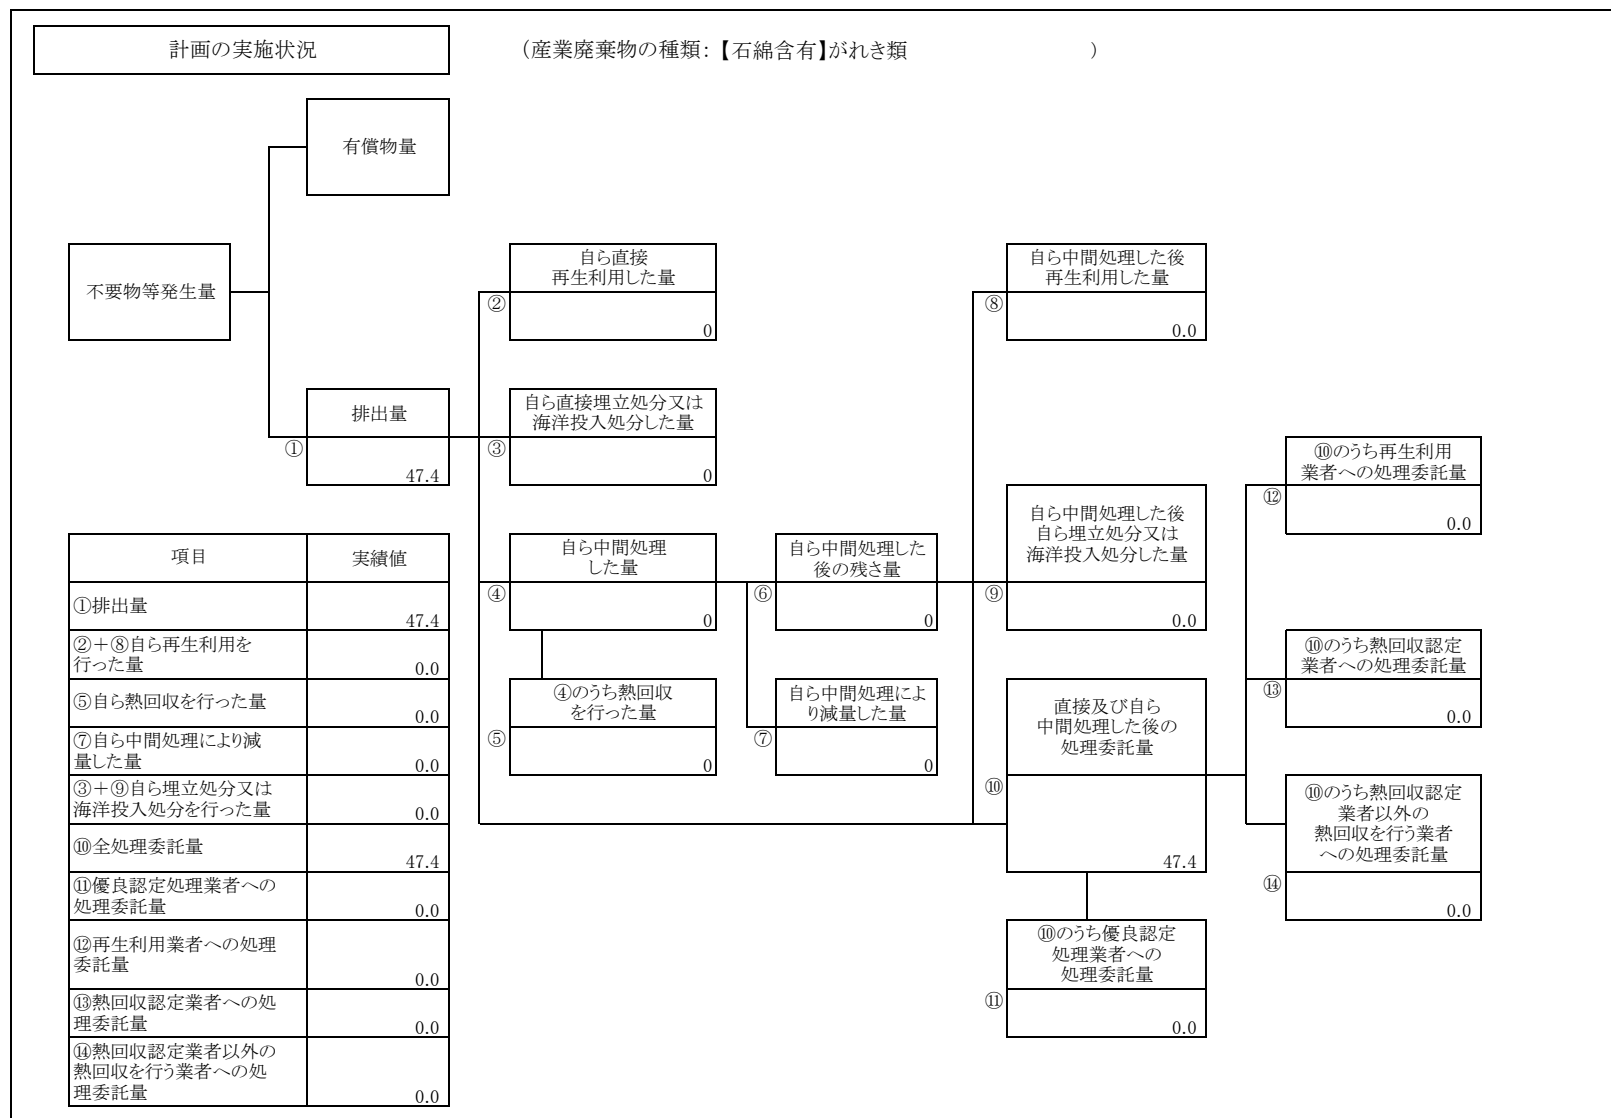 計画の実施状況
（産業廃棄物の種類：【石綿含有】がれき類　　　　　　　　　）
有償物量
不要物等発生量
自ら直接
再生利用した量
②
0
自ら中間処理した後
再生利用した量
⑧
0.0
排出量
①
47.4
自ら直接埋立処分又は
海洋投入処分した量
③
0
⑩のうち再生利用
業者への処理委託量
⑫
0.0
自ら中間処理
した量
④
0
自ら中間処理した
後の残さ量
⑥
0
自ら中間処理した後
自ら埋立処分又は
海洋投入処分した量
⑨
0.0
⑩のうち熱回収認定
業者への処理委託量
⑬
0.0
④のうち熱回収
を行った量
⑤
0
自ら中間処理によ
り減量した量
⑦
0
直接及び自ら
中間処理した後の
処理委託量
⑩
47.4
⑩のうち熱回収認定
業者以外の
熱回収を行う業者
への処理委託量
⑭
0.0
⑩のうち優良認定
処理業者への
処理委託量
⑪
0.0
項目 実績値
①排出量
47.4
②＋⑧自ら再生利用を
行った量
0.0
⑤自ら熱回収を行った量
0.0
⑦自ら中間処理により減
量した量
0.0
③＋⑨自ら埋立処分又は
海洋投入処分を行った量
0.0
⑩全処理委託量
47.4
⑪優良認定処理業者への
処理委託量
0.0
⑫再生利用業者への処理
委託量
0.0
⑬熱回収認定業者への処
理委託量
0.0
⑭熱回収認定業者以外の
熱回収を行う業者への処
理委託量
0.0